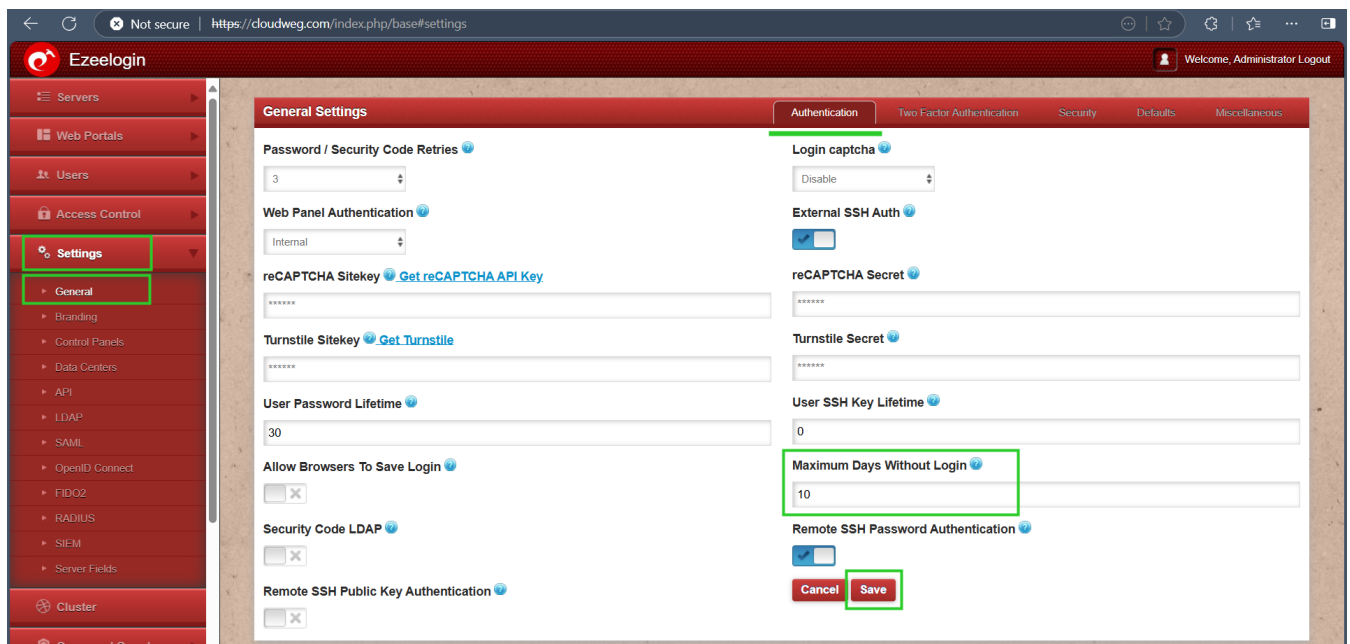 Not secure | https://cloudweg.com/index.php/base#settings
Ezeelogin
Welcome, Administrator Logout
Servers
Web Portals
Users
Access Control
Settings
General
Branding
Control Panels
Data Centers
API
LDAP
SAML
OpenID Connect
FIDO2
RADIUS
SIEM
Server Fields
Cluster
General Settings
Authentication
Two Factor Authentication
Security
Defaults
Miscellaneous
Password / Security Code Retries
3
Login captcha
Disable
Web Panel Authentication
Internal
External SSH Auth
reCAPTCHA Sitekey Get reCAPTCHA API Key
******
reCAPTCHA Secret
******
Turnstile Sitekey Get Turnstile
******
Turnstile Secret
******
User Password Lifetime
30
User SSH Key Lifetime
0
Allow Browsers To Save Login
Maximum Days Without Login
10
Security Code LDAP
Remote SSH Password Authentication
Remote SSH Public Key Authentication
Cancel
Save